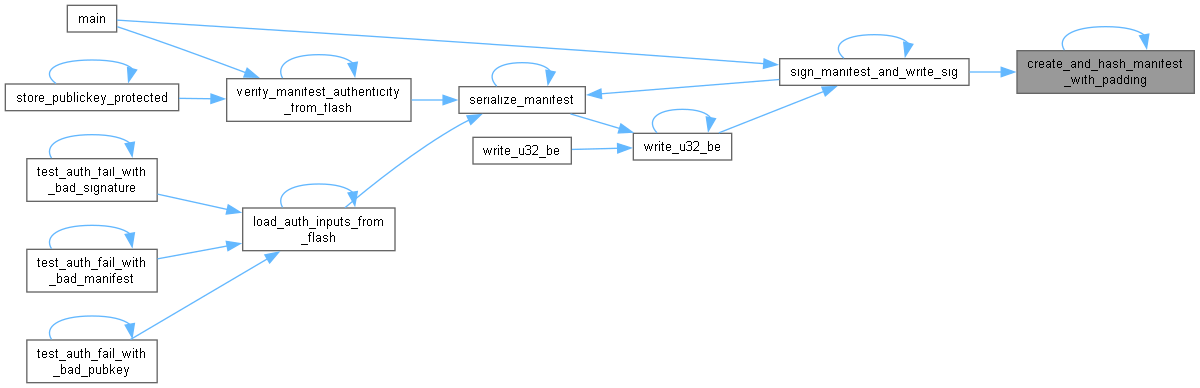 main
store_publickey_protected
verify_manifest_authenticity
_from_flash
test_auth_fail_with
_bad_signature
test_auth_fail_with
_bad_manifest
test_auth_fail_with
_bad_pubkey
load_auth_inputs_from
_flash
serialize_manifest
write_u32_be
write_u32_be
sign_manifest_and_write_sig
create_and_hash_manifest
_with_padding